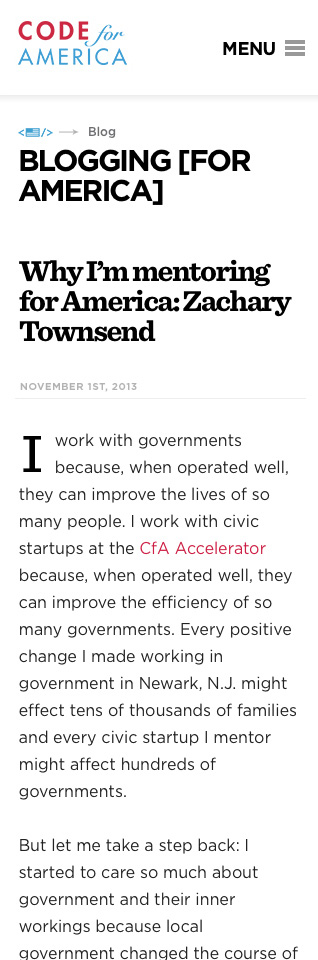 CODE for
AMERICA
MENU
Blog
BLOGGING [FOR
AMERICA]
Why I’m mentoring
for America: Zachary
Townsend
NOVEMBER 1ST, 2013
I work with governments
because, when operated well,
they can improve the lives of so
many people. I work with civic
startups at the CfA Accelerator
because, when operated well, they
can improve the efficiency of so
many governments. Every positive
change I made working in
government in Newark, N.J. might
effect tens of thousands of families
and every civic startup I mentor
might affect hundreds of
governments.
But let me take a step back: I
started to care so much about
government and their inner
workings because local
government changed the course of